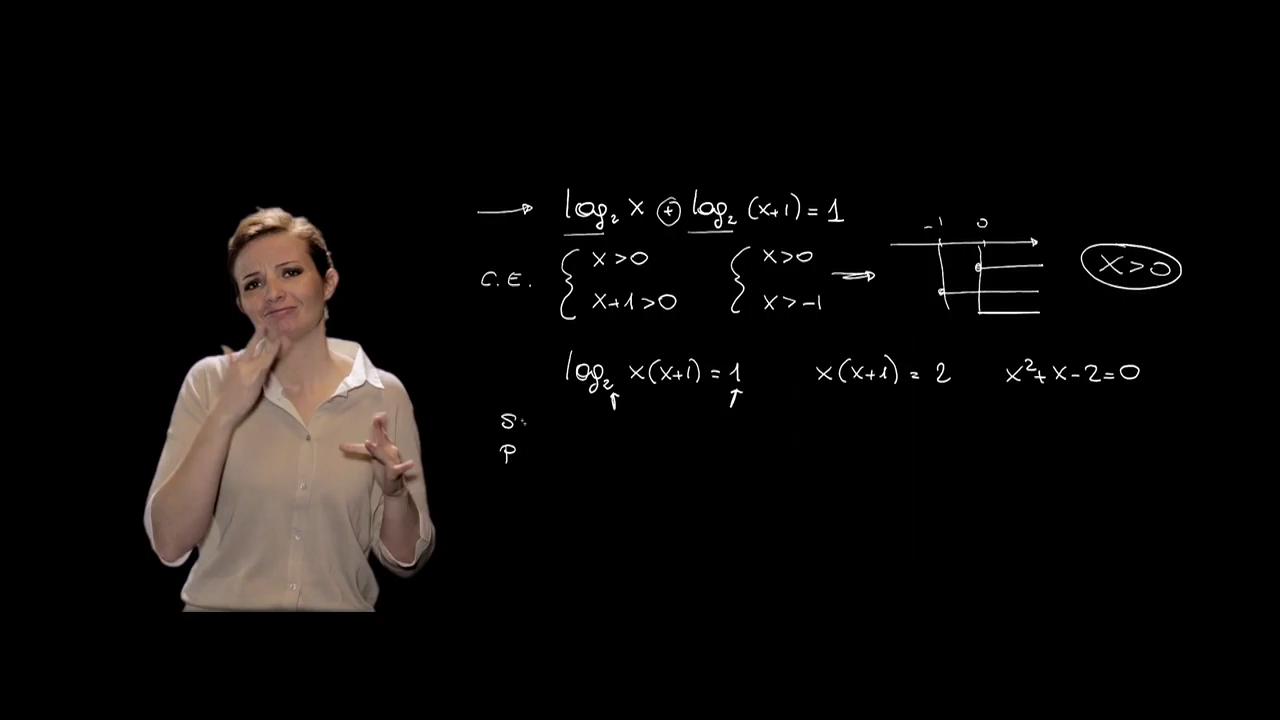 → log₂ x + log₂ (x+1) = 1
-1 0
C.E. { x>0 { x>0 → x>0
x+1>0 x>-1
log₂ x(x+1) = 1 x(x+1) = 2 x²+x-2=0
S:
P